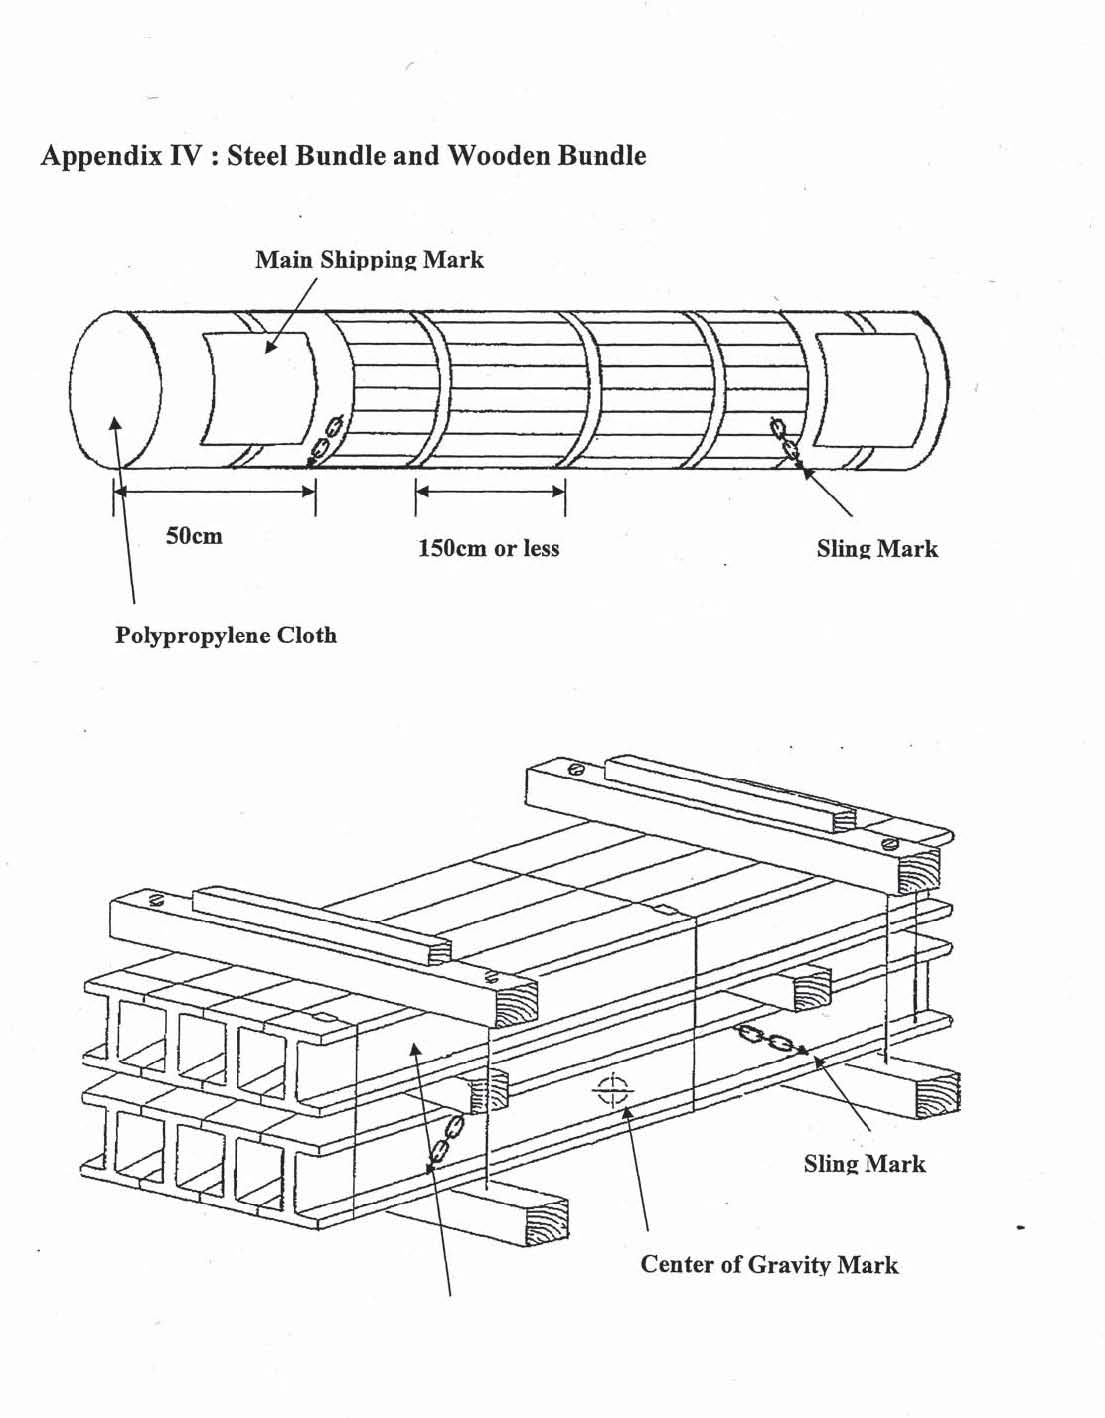 Appendix IV : Steel Bundle and Wooden Bundle
Main Shipping Mark
50cm
150cm or less
Sling Mark
Polypropylene Cloth
Sling Mark
Center of Gravity Mark